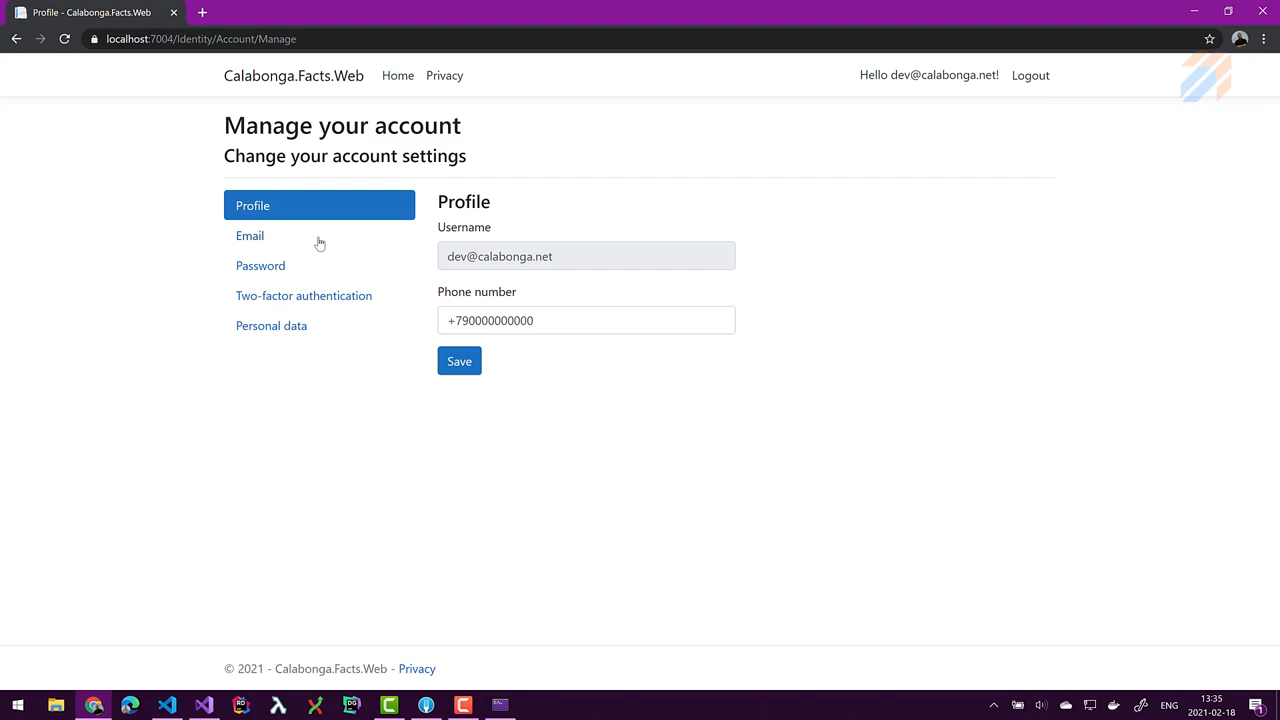 Profile - Calabonga.Facts.Web
localhost:7004/Identity/Account/Manage
Calabonga.Facts.Web Home Privacy Hello dev@calabonga.net! Logout
Manage your account
Change your account settings
Profile
Email
Password
Two-factor authentication
Personal data
Profile
Username
dev@calabonga.net
Phone number
+790000000000
Save
© 2021 - Calabonga.Facts.Web - Privacy
ENG
13:35
2021-02-18